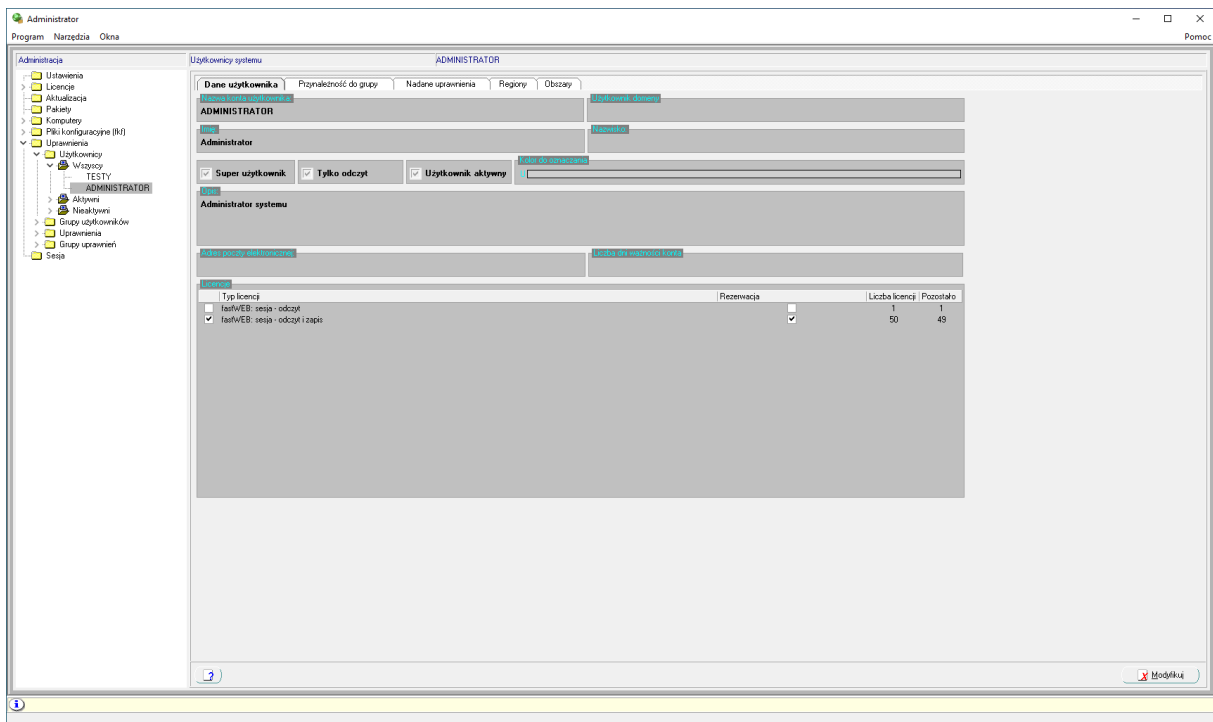 Administrator
Program Narzędzia Okna Pomoc
Administracja
Ustawienia
Licencje
Aktualizacja
Pakiety
Komputery
Pliki konfiguracyjne (fkf)
Uprawnienia
Użytkownicy
Wszyscy
TESTY
ADMINISTRATOR
Aktywni
Nieaktywni
Grupy użytkowników
Uprawnienia
Grupy uprawnień
Sesja
Użytkownicy systemu ADMINISTRATOR
Dane użytkownika Przynależność do grupy Nadane uprawnienia Regiony Obszary
Nazwa konta użytkownika Użytkownik domeny
ADMINISTRATOR
Imię Nazwisko
Administrator
Kolor do oznaczania
Super użytkownik Tylko odczyt Użytkownik aktywny
Opis
Administrator systemu
Adres poczty elektronicznej Liczba dni ważności konta
Licencje
Typ licencji Rezerwacja Liczba licencji Pozostało
fastWEB: sesja - odczyt 1 1
fastWEB: sesja - odczyt i zapis 50 49
Modyfikuj